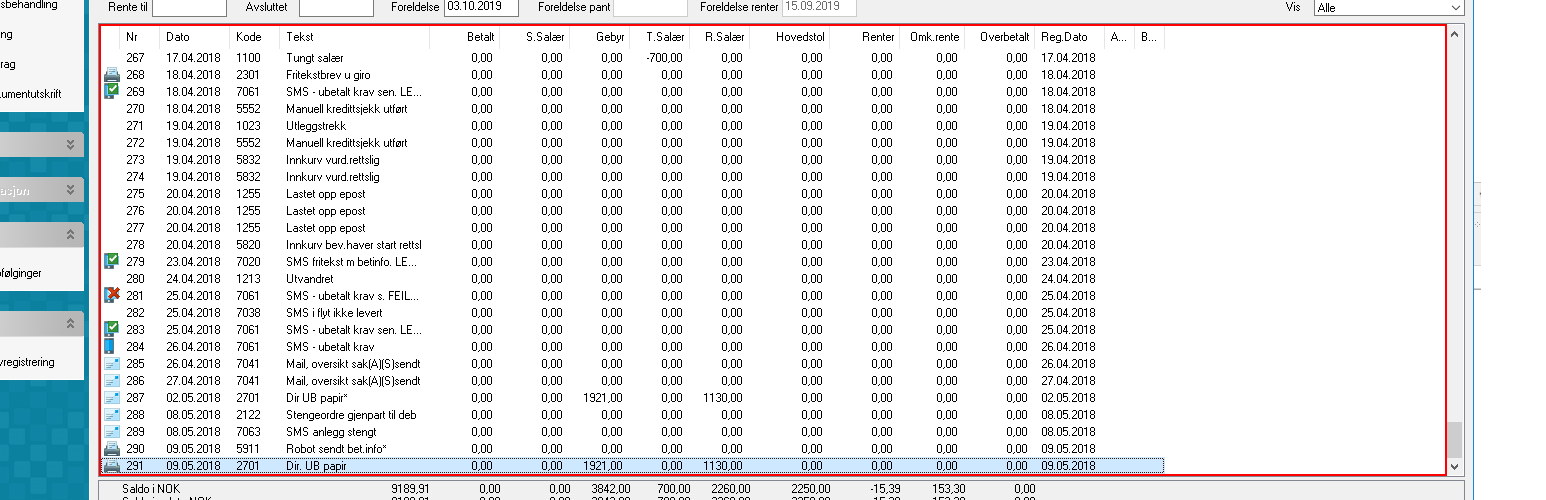 sbehandling
ng
rag
umentutskrift
asjon
følginger
vregistrering
Rente til Avsluttet Foreldelse 03.10.2019 Foreldelse pant Foreldelse renter 15.09.2019 Vis Alle
Nr Dato Kode Tekst Betalt S.Salær Gebyr T.Salær R.Salær Hovedstol Renter Omk.rente Overbetalt Reg.Dato A... B...
267 17.04.2018 1100 Tungt salær 0,00 0,00 0,00 -700,00 0,00 0,00 0,00 0,00 0,00 17.04.2018
268 18.04.2018 2301 Fritekstbrev u giro 0,00 0,00 0,00 0,00 0,00 0,00 0,00 0,00 0,00 18.04.2018
269 18.04.2018 7061 SMS - ubetalt krav sen. LE... 0,00 0,00 0,00 0,00 0,00 0,00 0,00 0,00 0,00 18.04.2018
270 18.04.2018 5552 Manuell kredittsjekk utført 0,00 0,00 0,00 0,00 0,00 0,00 0,00 0,00 0,00 18.04.2018
271 19.04.2018 1023 Utleggstrekk 0,00 0,00 0,00 0,00 0,00 0,00 0,00 0,00 0,00 19.04.2018
272 19.04.2018 5552 Manuell kredittsjekk utført 0,00 0,00 0,00 0,00 0,00 0,00 0,00 0,00 0,00 19.04.2018
273 19.04.2018 5832 Innkurv vurd.rettslig 0,00 0,00 0,00 0,00 0,00 0,00 0,00 0,00 0,00 19.04.2018
274 19.04.2018 5832 Innkurv vurd.rettslig 0,00 0,00 0,00 0,00 0,00 0,00 0,00 0,00 0,00 19.04.2018
275 20.04.2018 1255 Lastet opp epost 0,00 0,00 0,00 0,00 0,00 0,00 0,00 0,00 0,00 20.04.2018
276 20.04.2018 1255 Lastet opp epost 0,00 0,00 0,00 0,00 0,00 0,00 0,00 0,00 0,00 20.04.2018
277 20.04.2018 1255 Lastet opp epost 0,00 0,00 0,00 0,00 0,00 0,00 0,00 0,00 0,00 20.04.2018
278 20.04.2018 5820 Innkurv bev.haver start rettsl 0,00 0,00 0,00 0,00 0,00 0,00 0,00 0,00 0,00 20.04.2018
279 23.04.2018 7020 SMS fritekst m betinfo. LE... 0,00 0,00 0,00 0,00 0,00 0,00 0,00 0,00 0,00 23.04.2018
280 24.04.2018 1213 Utvandret 0,00 0,00 0,00 0,00 0,00 0,00 0,00 0,00 0,00 24.04.2018
281 25.04.2018 7061 SMS - ubetalt krav s. FEIL... 0,00 0,00 0,00 0,00 0,00 0,00 0,00 0,00 0,00 25.04.2018
282 25.04.2018 7038 SMS i flyt ikke levert 0,00 0,00 0,00 0,00 0,00 0,00 0,00 0,00 0,00 25.04.2018
283 25.04.2018 7061 SMS - ubetalt krav sen. LE... 0,00 0,00 0,00 0,00 0,00 0,00 0,00 0,00 0,00 25.04.2018
284 26.04.2018 7061 SMS - ubetalt krav 0,00 0,00 0,00 0,00 0,00 0,00 0,00 0,00 0,00 26.04.2018
285 26.04.2018 7041 Mail, oversikt sak(A)(S)sendt 0,00 0,00 0,00 0,00 0,00 0,00 0,00 0,00 0,00 26.04.2018
286 27.04.2018 7041 Mail, oversikt sak(A)(S)sendt 0,00 0,00 0,00 0,00 0,00 0,00 0,00 0,00 0,00 27.04.2018
287 02.05.2018 2701 Dir UB papir* 0,00 0,00 1921,00 0,00 1130,00 0,00 0,00 0,00 0,00 02.05.2018
288 08.05.2018 2122 Stengeordre gjenpart til deb 0,00 0,00 0,00 0,00 0,00 0,00 0,00 0,00 0,00 08.05.2018
289 08.05.2018 7063 SMS anlegg stengt 0,00 0,00 0,00 0,00 0,00 0,00 0,00 0,00 0,00 08.05.2018
290 09.05.2018 5911 Robot sendt bet.info* 0,00 0,00 0,00 0,00 0,00 0,00 0,00 0,00 0,00 09.05.2018
291 09.05.2018 2701 Dir. UB papir 0,00 0,00 1921,00 0,00 1130,00 0,00 0,00 0,00 0,00 09.05.2018
Saldo i NOK 9189,91 0,00 3842,00 700,00 2260,00 2250,00 -15,39 153,30 0,00